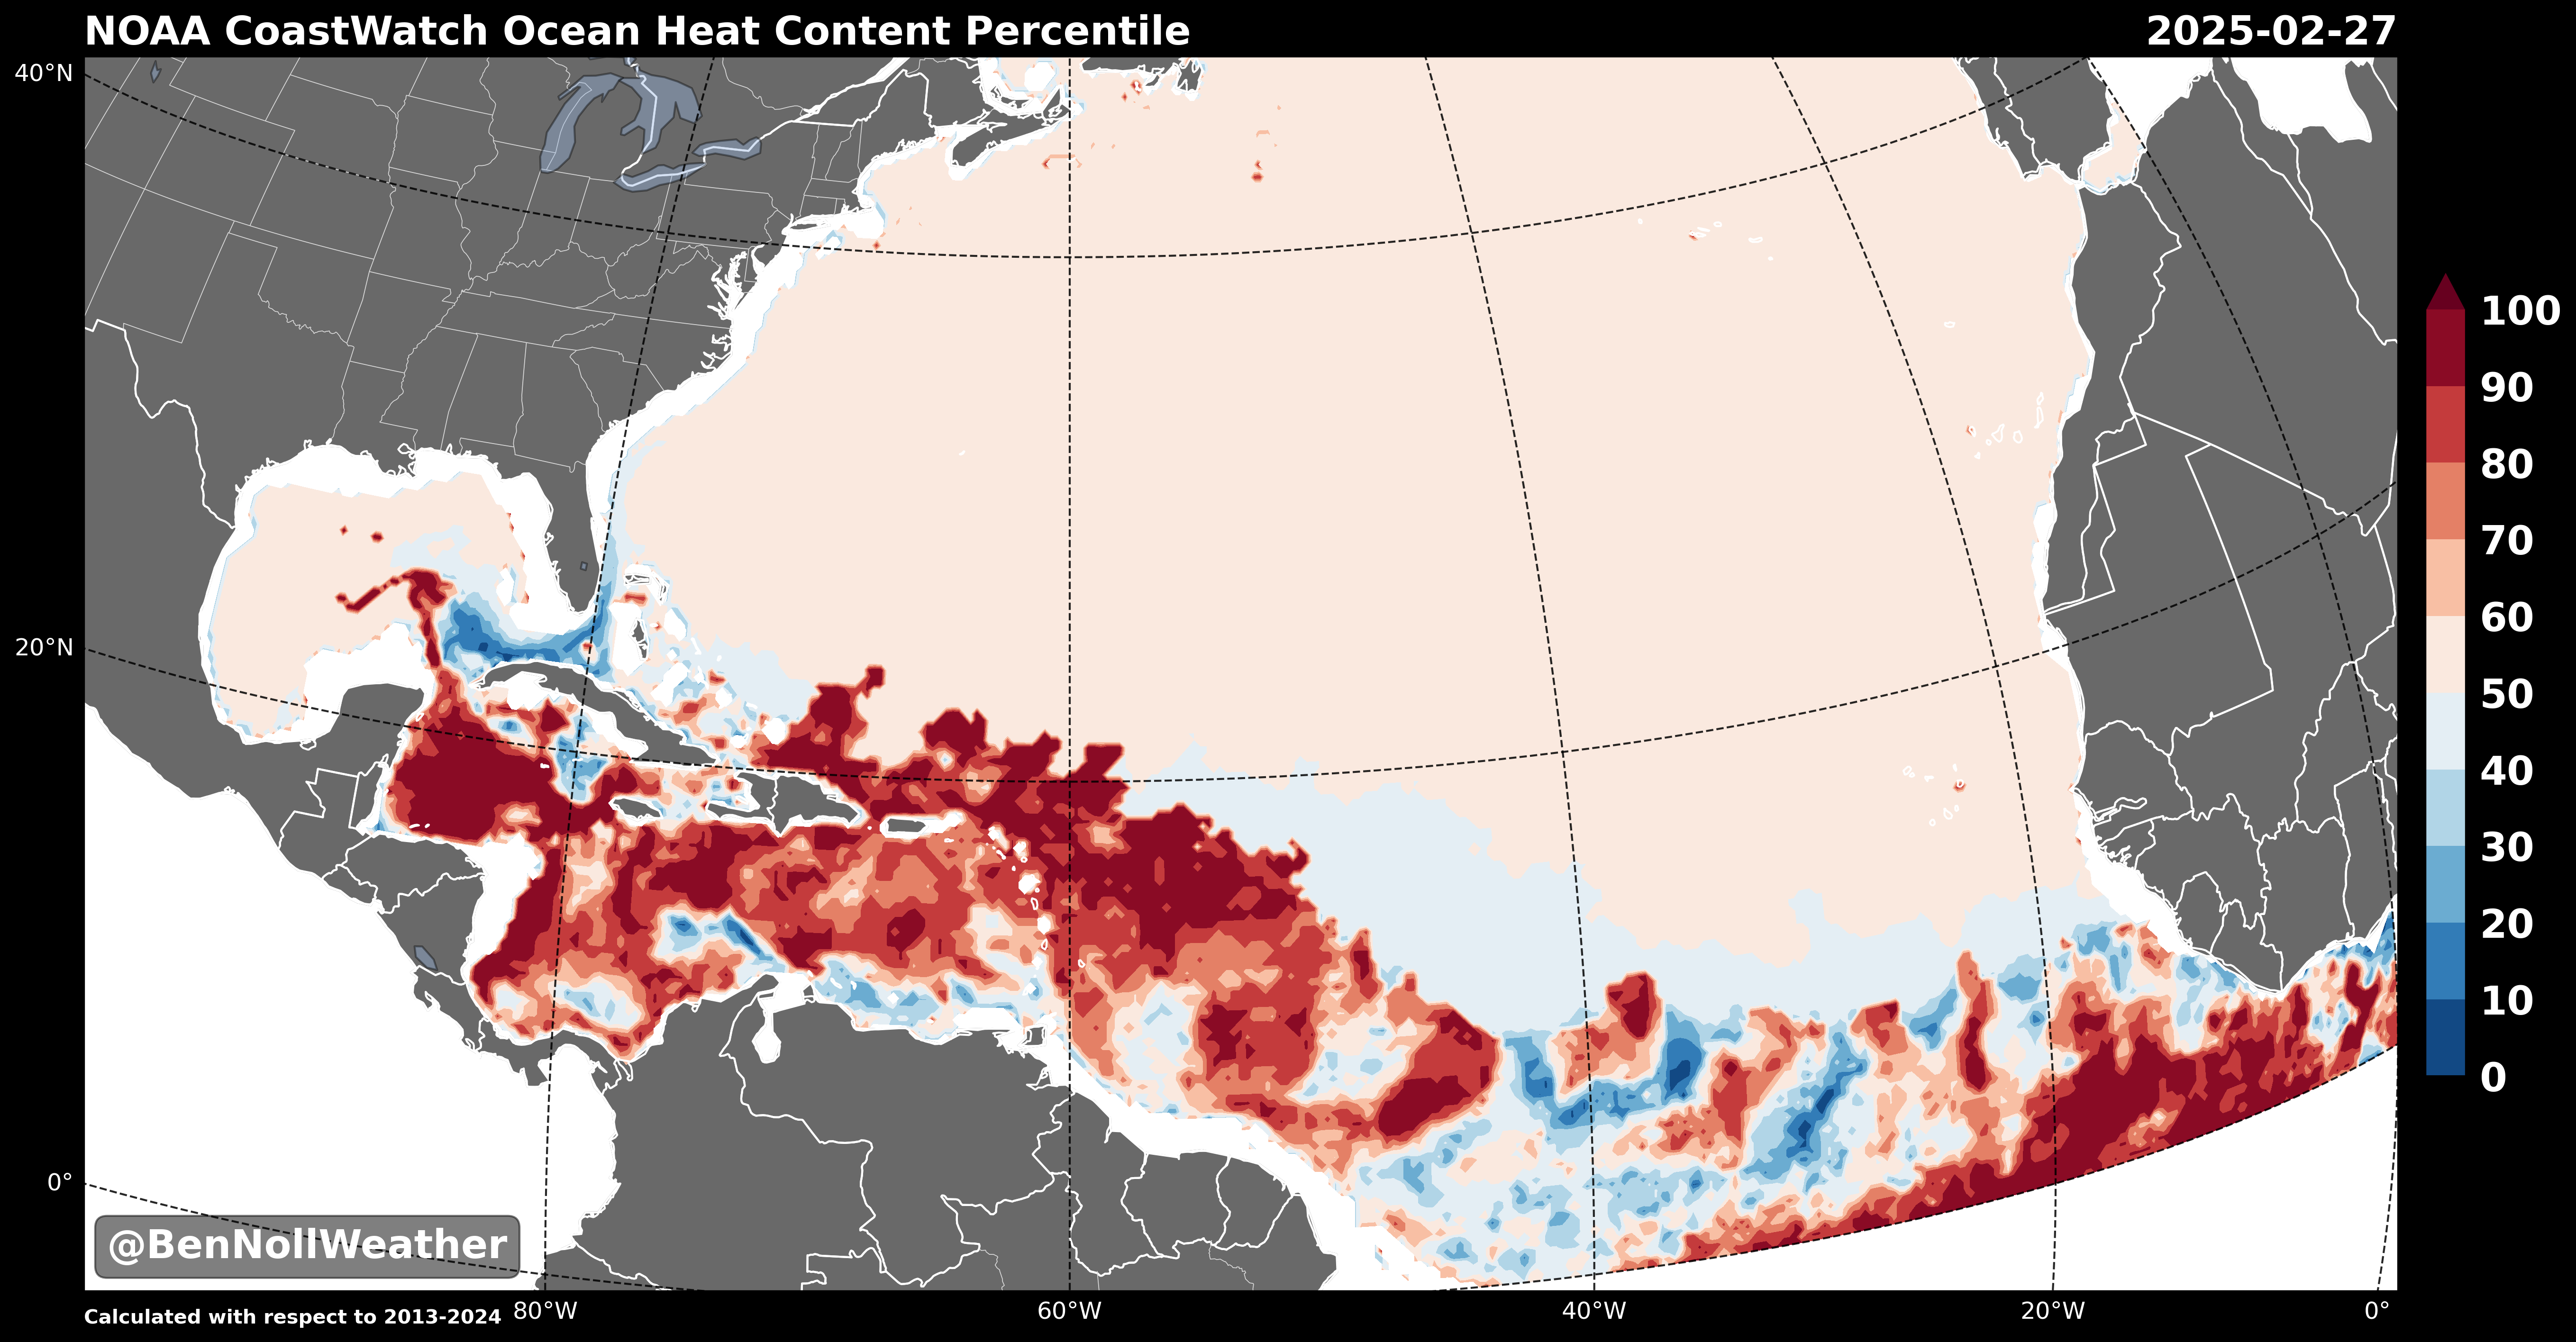 NOAA CoastWatch Ocean Heat Content Percentile
2025-02-27
40°N
20°N
0°
100
90
80
70
60
50
40
30
20
10
0
@BenNollWeather
Calculated with respect to 2013-2024
80°W
60°W
40°W
20°W
0°